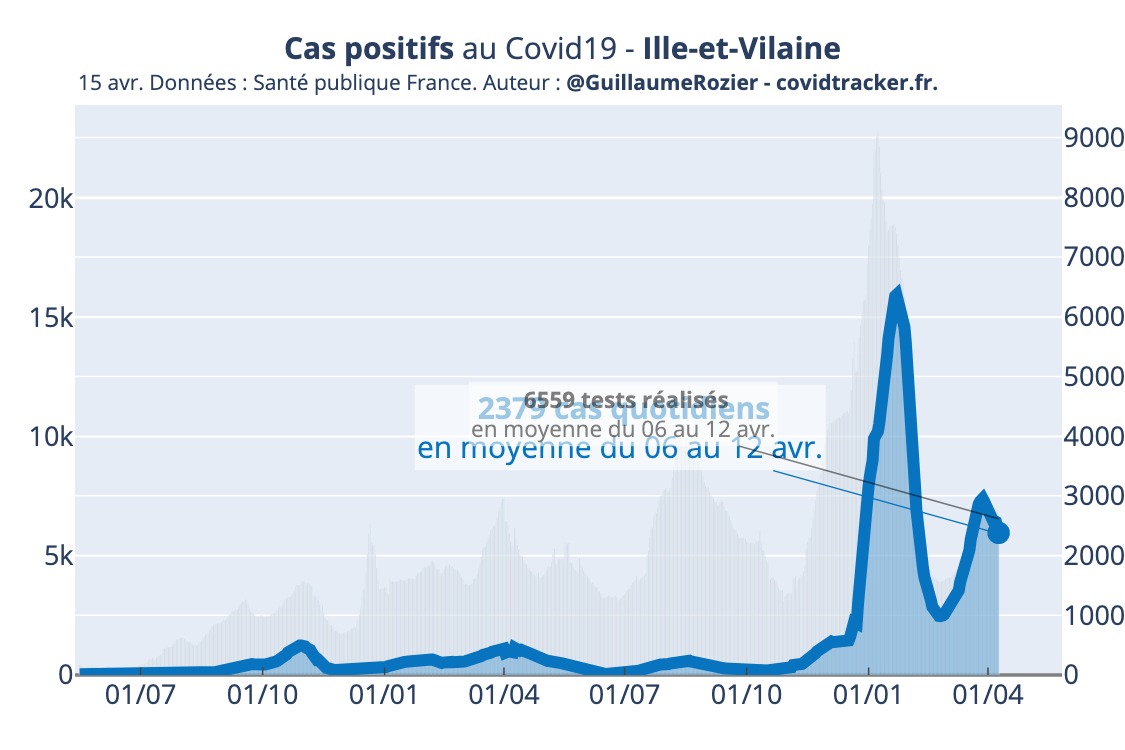 Cas positifs au Covid19 - Ille-et-Vilaine
15 avr. Données : Santé publique France. Auteur : @GuillaumeRozier - covidtracker.fr.
9000
20k
8000
7000
15k
6000
5000
6559 tests réalisés
2379 cas quotidiens
en moyenne du 06 au 12 avr.
en moyenne du 06 au 12 avr.
10k
4000
3000
5k
2000
1000
0
0
01/07
01/10
01/01
01/04
01/07
01/10
01/01
01/04